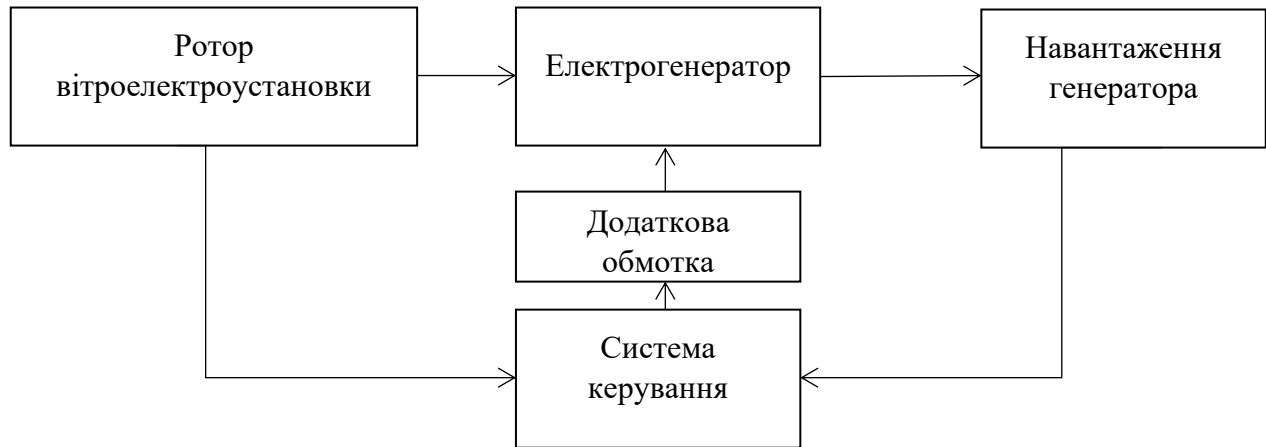 Ротор
вітроелектроустановки
Електрогенератор
Навантаження
генератора
Додаткова
обмотка
Система
керування